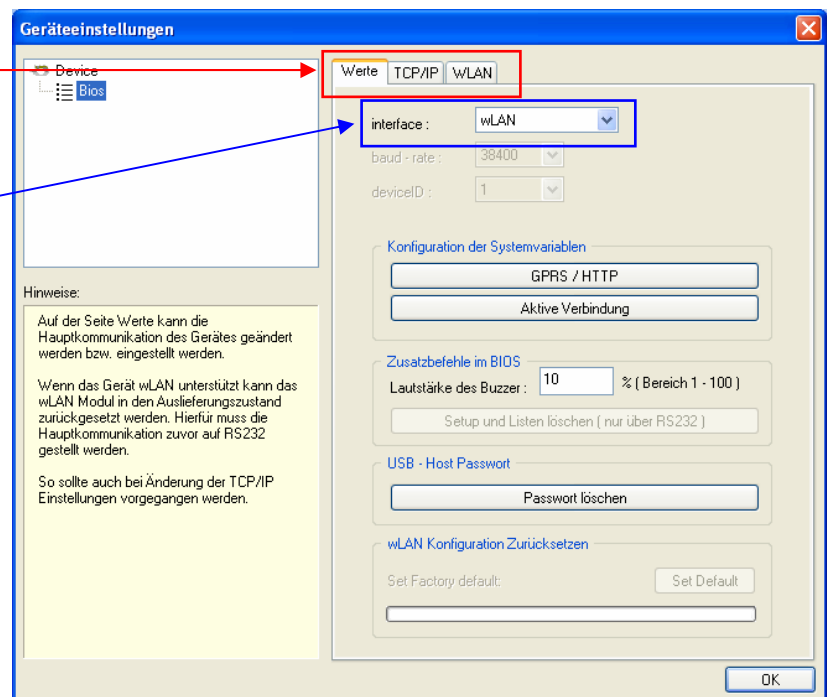 Geräteeinstellungen
Device
Bios
Hinweise:
Auf der Seite Werte kann die
Hauptkommunikation des Gerätes geändert
werden bzw. eingestellt werden.
Wenn das Gerät wLAN unterstützt kann das
wLAN Modul in den Auslieferungszustand
zurückgesetzt werden. Hierfür muss die
Hauptkommunikation zuvor auf RS232
gestellt werden.
So sollte auch bei Änderung der TCP/IP
Einstellungen vorgegangen werden.
Werte TCP/IP WLAN
interface : wLAN
baud - rate : 38400
deviceID : 1
Konfiguration der Systemvariablen
GPRS / HTTP
Aktive Verbindung
Zusatzbefehle im BIOS
Lautstärke des Buzzer : 10 % ( Bereich 1 - 100 )
Setup und Listen löschen ( nur über RS232 )
USB - Host Passwort
Passwort löschen
wLAN Konfiguration Zurücksetzen
Set Factory default: Set Default
OK